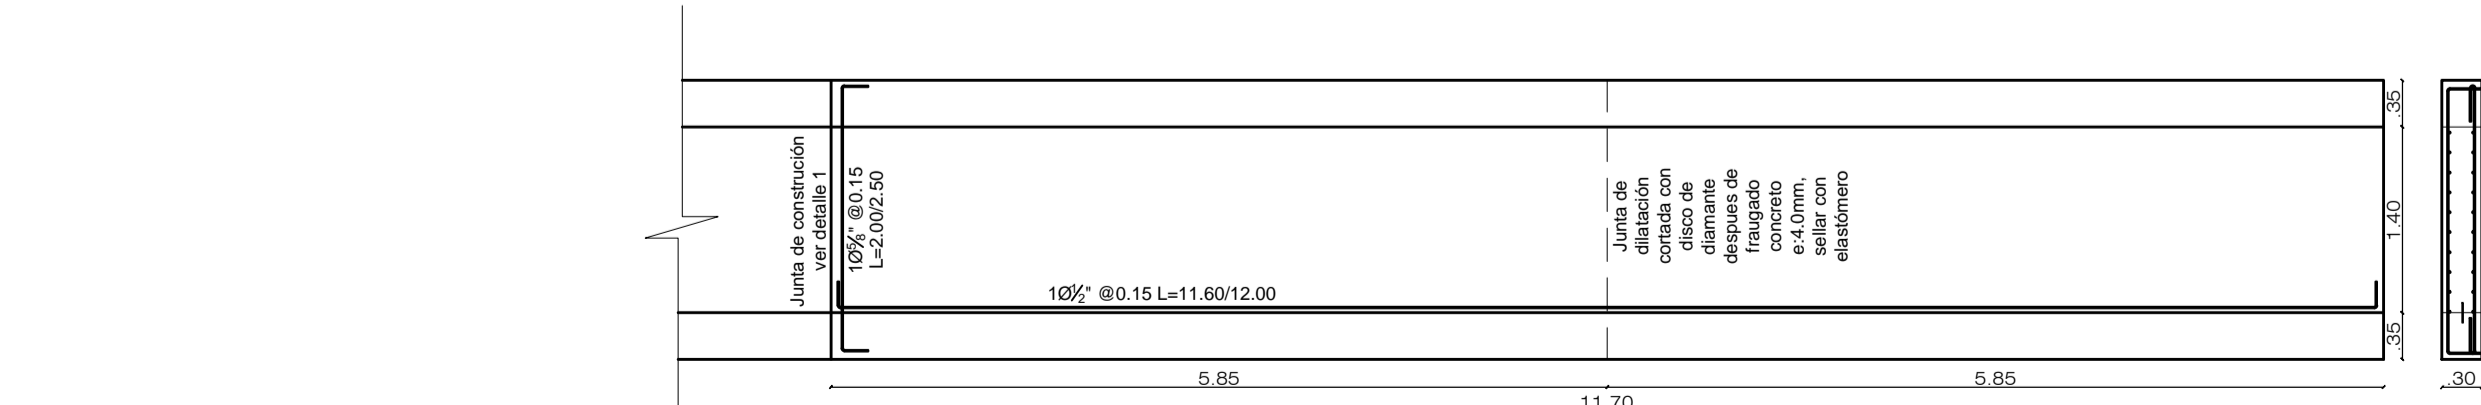 Junta de construción
ver detalle 1
1Ø5⁄8" @0.15
L=2.00/2.50
1Ø1⁄2" @0.15 L=11.60/12.00
Junta de
dilatación
cortada con
disco de
diamante
despues de
fraugado
concreto
e:4.0mm,
sellar con
elastómero
.35
1.40
.35
5.85
5.85
.30
11.70